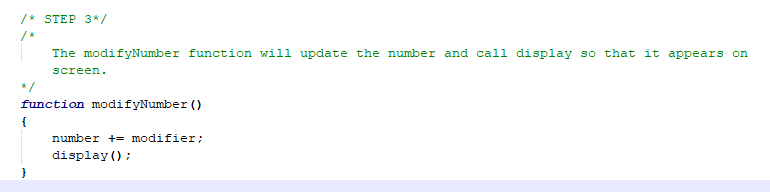 /* STEP 3*/
/*
The modifyNumber function will update the number and call display so that it appears on
screen.
*/
function modifyNumber()
{
number += modifier;
display();
}